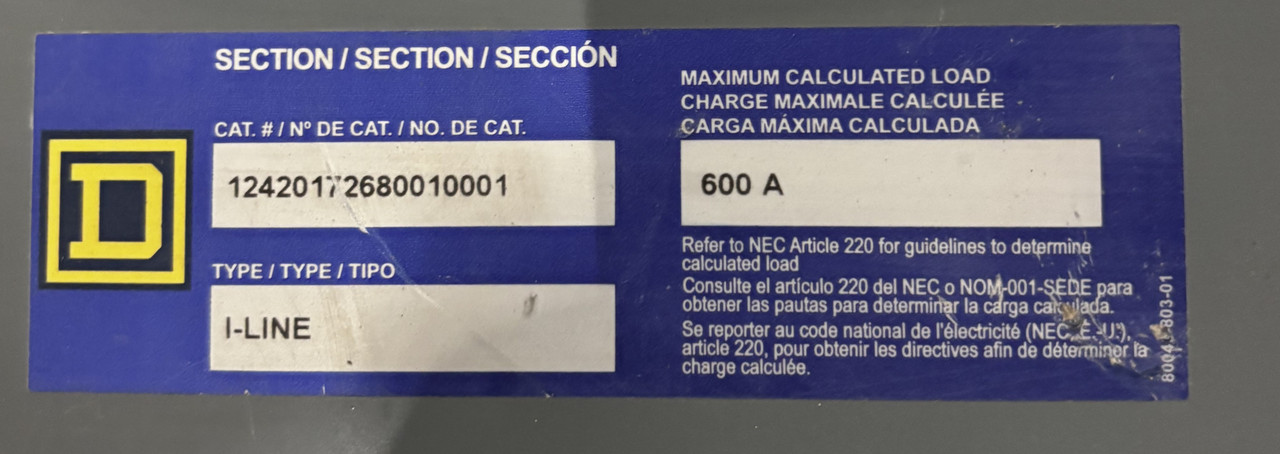 SECTION / SECTION / SECCIÓN
CAT. # / Nº DE CAT. / NO. DE CAT.
12420172680010001
TYPE / TYPE / TIPO
I-LINE
D
MAXIMUM CALCULATED LOAD
CHARGE MAXIMALE CALCULÉE
CARGA MÁXIMA CALCULADA
600 A
Refer to NEC Article 220 for guidelines to determine
calculated load
Consulte el artículo 220 del NEC o NOM-001-SEDE para
obtener las pautas para determinar la carga calculada.
Se reporter au code national de l'électricité (NEC, É.-U.),
article 220, pour obtenir les directives afin de déterminer la
charge calculée.